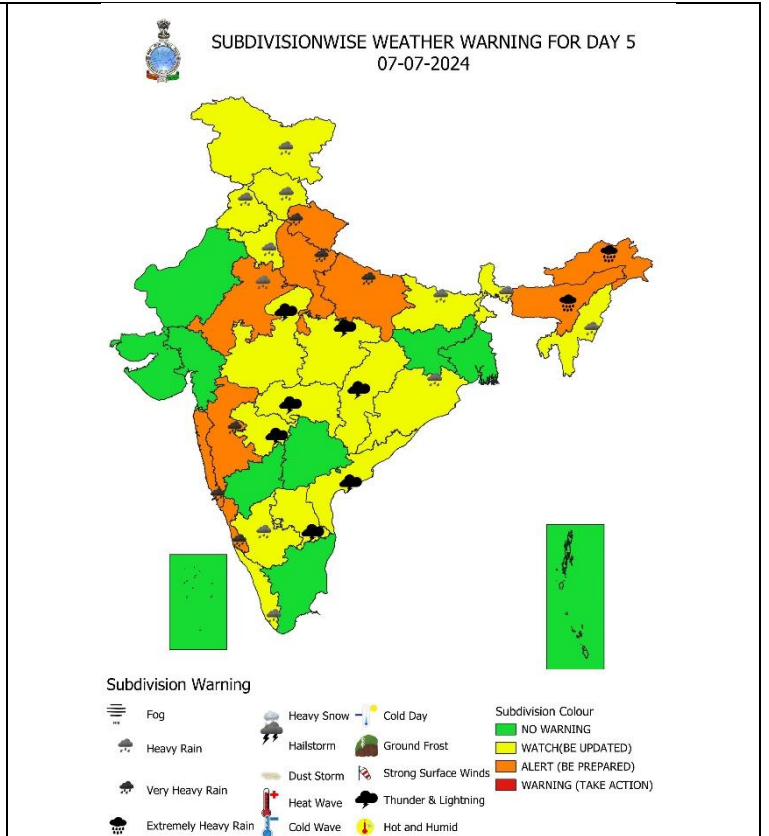 SUBDIVISIONWISE WEATHER WARNING FOR DAY 5
07-07-2024
Subdivision Warning
Fog
Heavy Rain
Very Heavy Rain
Extremely Heavy Rain
Heavy Snow
Hailstorm
Dust Storm
Heat Wave
Cold Wave
Cold Day
Ground Frost
Strong Surface Winds
Thunder & Lightning
Hot and Humid
Subdivision Colour
NO WARNING
WATCH(BE UPDATED)
ALERT (BE PREPARED)
WARNING (TAKE ACTION)